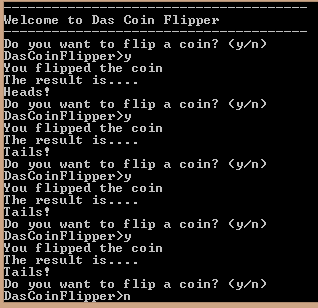 --------------------------------------
Welcome to Das Coin Flipper
--------------------------------------
Do you want to flip a coin? (y/n)
DasCoinFlipper>y
You flipped the coin
The result is....
Heads!
Do you want to flip a coin? (y/n)
DasCoinFlipper>y
You flipped the coin
The result is....
Tails!
Do you want to flip a coin? (y/n)
DasCoinFlipper>y
You flipped the coin
The result is....
Tails!
Do you want to flip a coin? (y/n)
DasCoinFlipper>y
You flipped the coin
The result is....
Tails!
Do you want to flip a coin? (y/n)
DasCoinFlipper>n